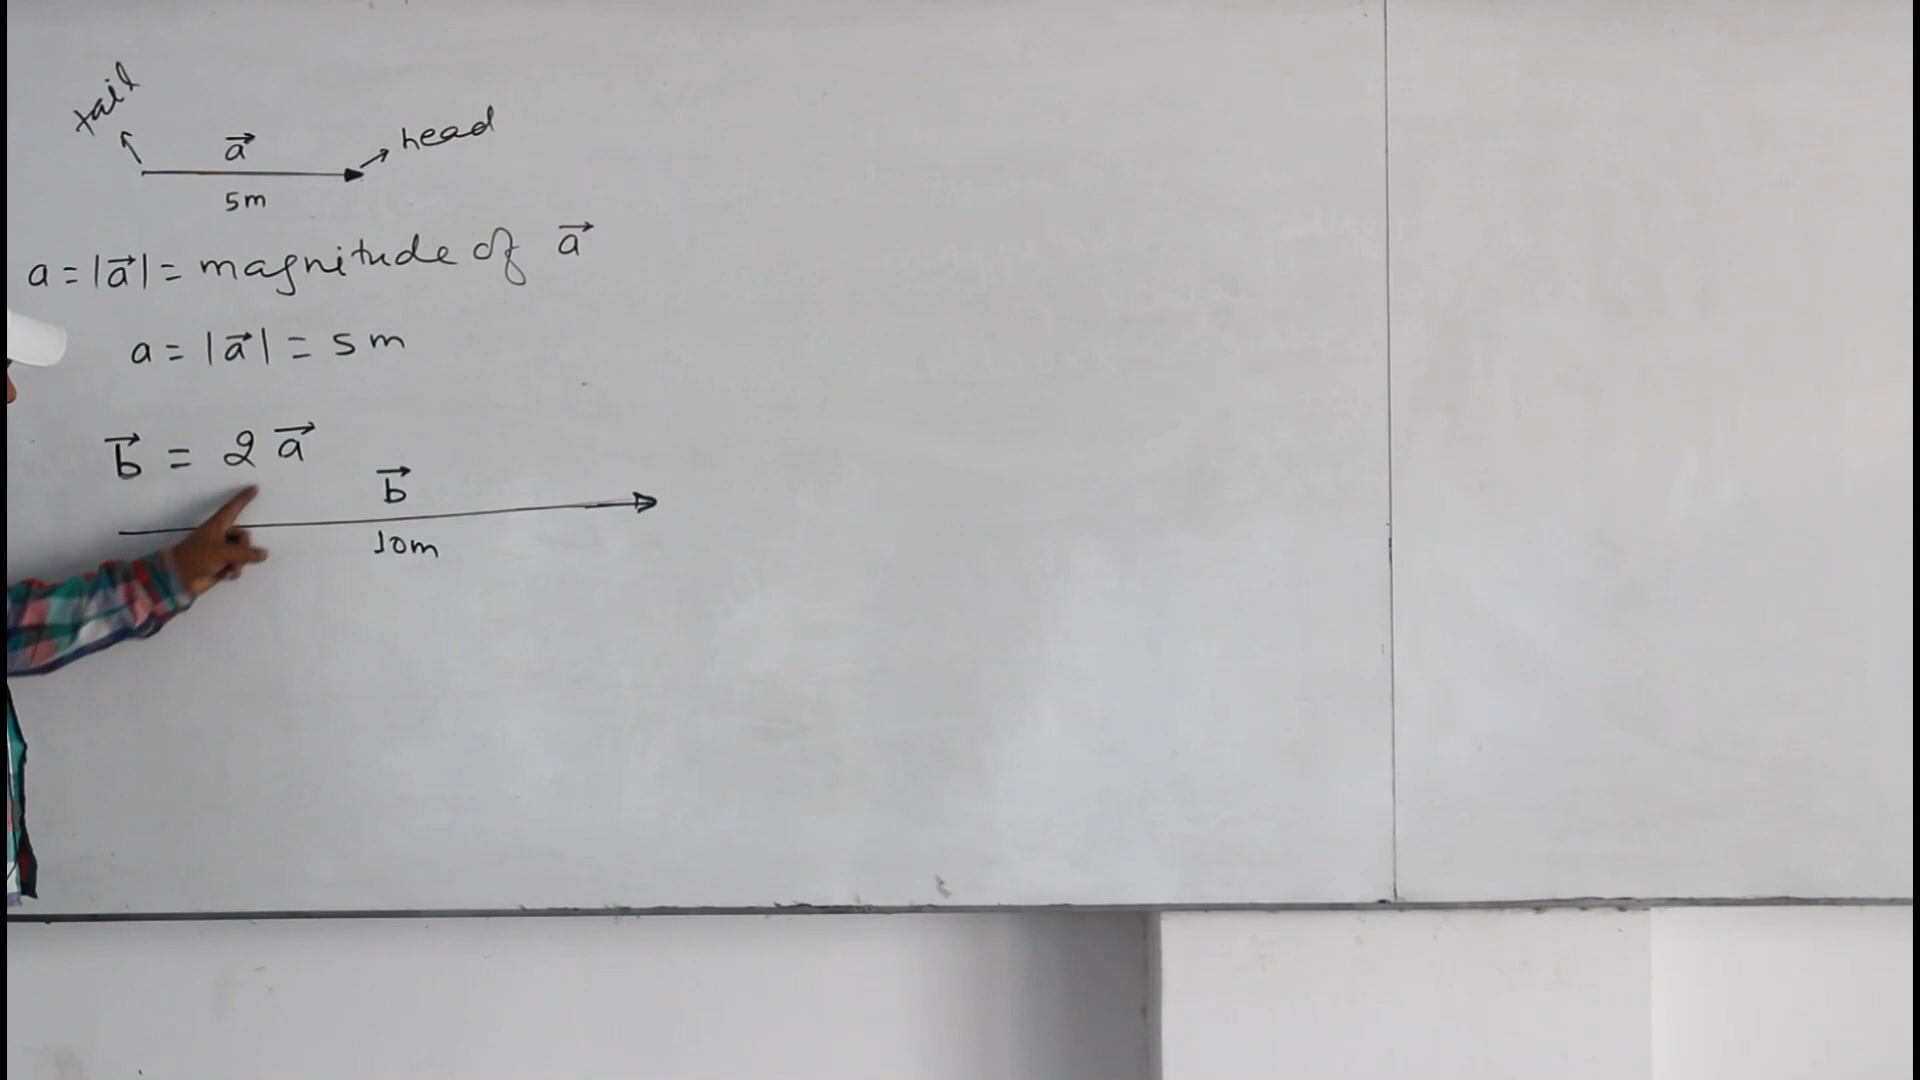 tail
head
a⃗
5m
a = |a⃗| = magnitude of a⃗
a = |a⃗| = 5 m
b⃗ = 2 a⃗
b⃗
10m